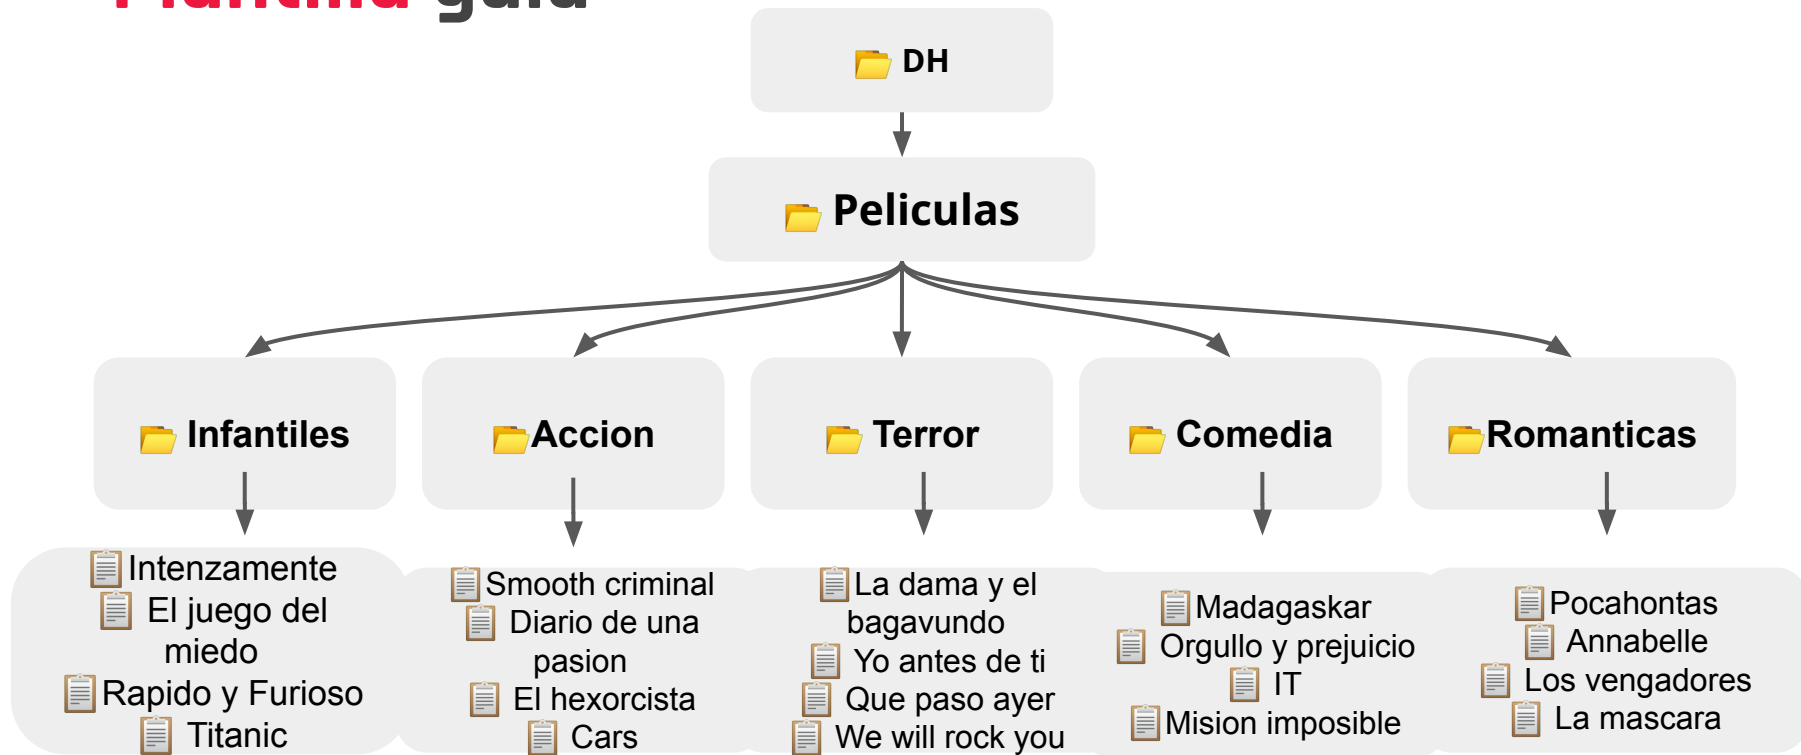 Plantilla guia
DH
Peliculas
Infantiles
Accion
Terror
Comedia
Romanticas
Intenzamente
El juego del
miedo
Rapido y Furioso
Titanic
Smooth criminal
Diario de una
pasion
El hexorcista
Cars
La dama y el
bagavundo
Yo antes de ti
Que paso ayer
We will rock you
Madagaskar
Orgullo y prejuicio
IT
Mision imposible
Pocahontas
Annabelle
Los vengadores
La mascara